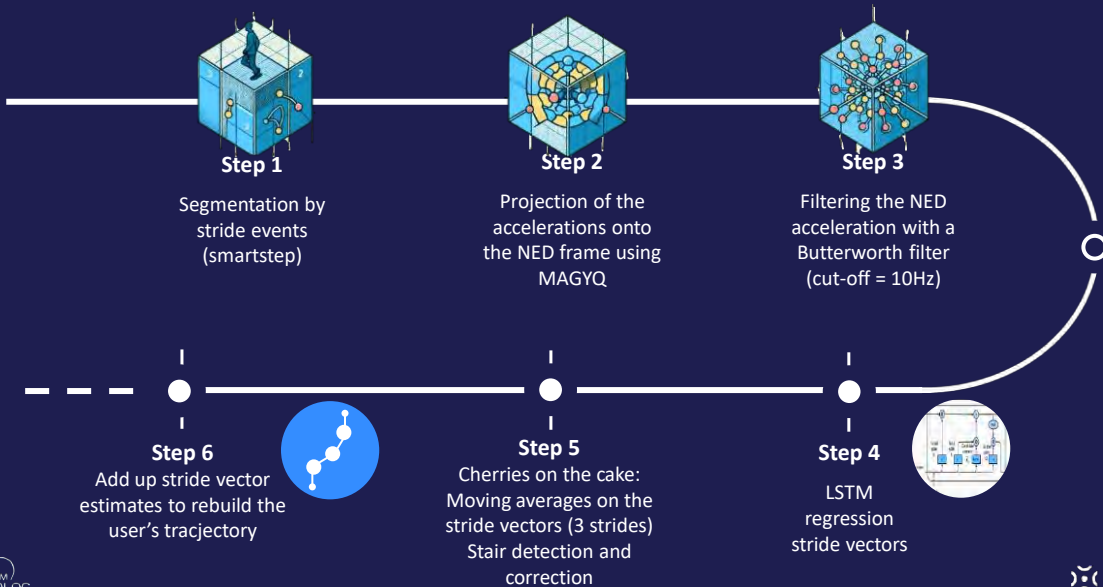 Step 1
Segmentation by
stride events
(smartstep)
Step 2
Projection of the
accelerations onto
the NED frame using
MAGYQ
Step 3
Filtering the NED
acceleration with a
Butterworth filter
(cut-off = 10Hz)
Step 6
Add up stride vector
estimates to rebuild the
user's tracjectory
Step 5
Cherries on the cake:
Moving averages on the
stride vectors (3 strides)
Stair detection and
correction
Step 4
LSTM
regression
stride vectors